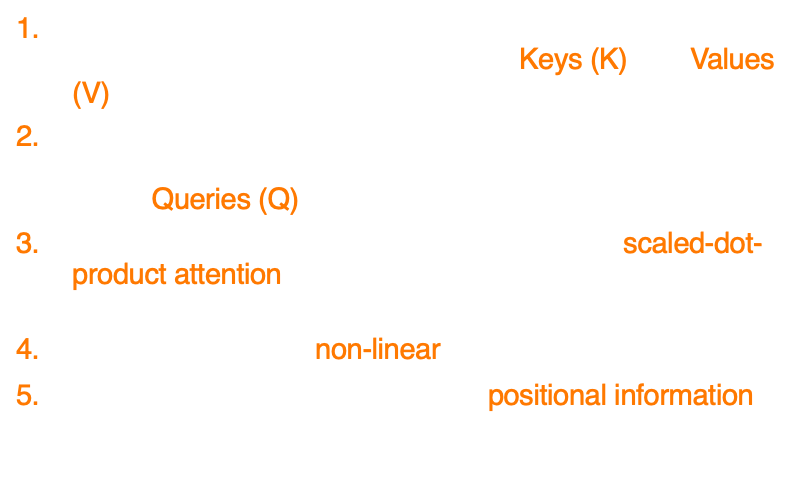 1.
Keys (K) Values
(V)
2.
Queries (Q)
3. scaled-dot-
product attention
4. non-linear
5. positional information